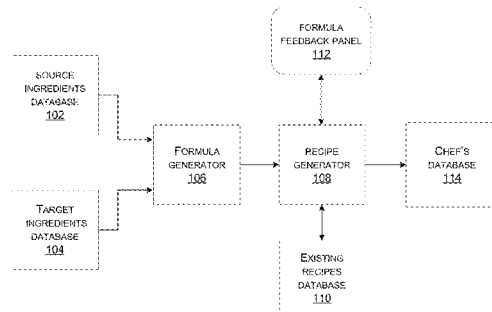 FORMULA
FEEDBACK PANEL
112
SOURCE
INGREDIENTS
DATABASE
102
FORMULA
GENERATOR
106
RECIPE
GENERATOR
108
CHEF'S
DATABASE
114
TARGET
INGREDIENTS
DATABASE
104
EXISTING
RECIPES
DATABASE
110